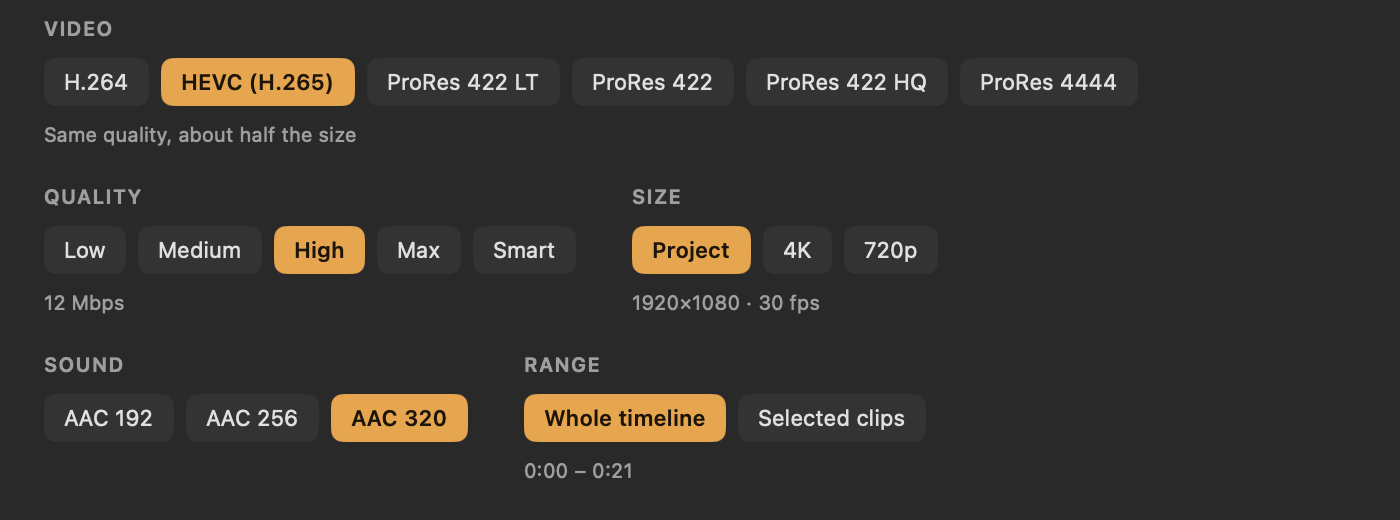 VIDEO
H.264 HEVC (H.265) ProRes 422 LT ProRes 422 ProRes 422 HQ ProRes 4444
Same quality, about half the size
QUALITY SIZE
Low Medium High Max Smart Project 4K 720p
12 Mbps 1920×1080 · 30 fps
SOUND RANGE
AAC 192 AAC 256 AAC 320 Whole timeline Selected clips
0:00 – 0:21